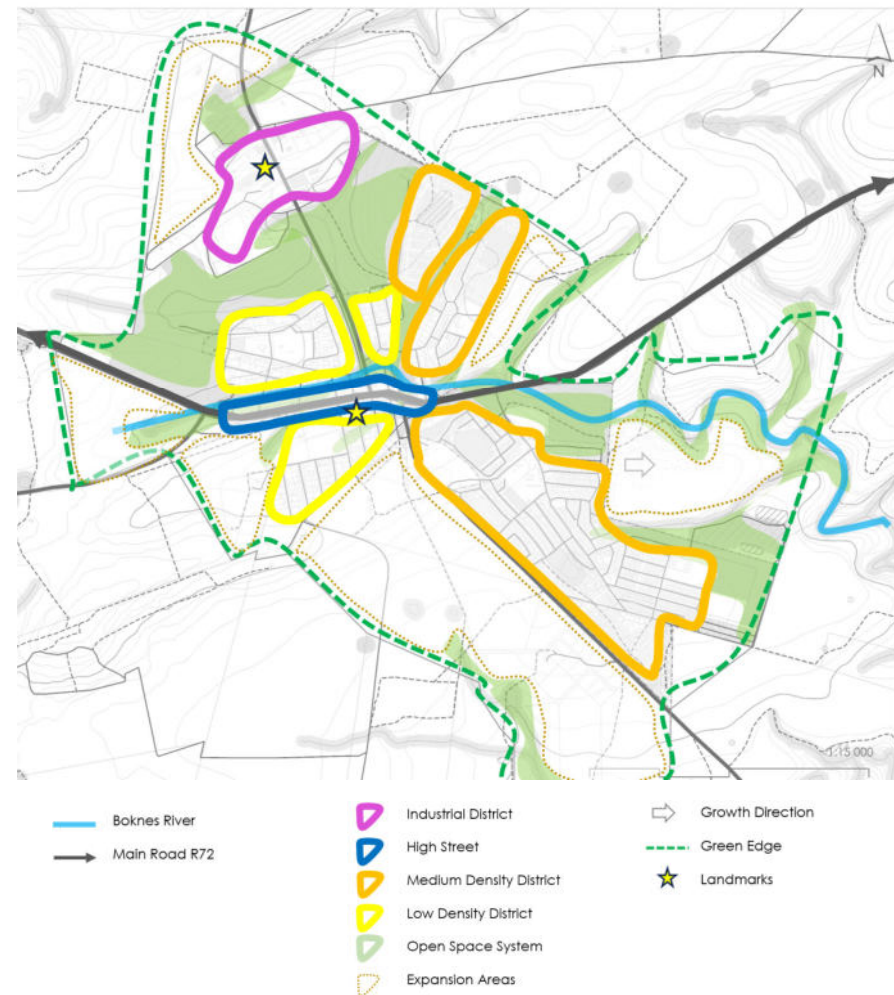 N
1:15 000
Boknes River
Main Road R72
Industrial District
High Street
Medium Density District
Low Density District
Open Space System
Expansion Areas
Growth Direction
Green Edge
Landmarks